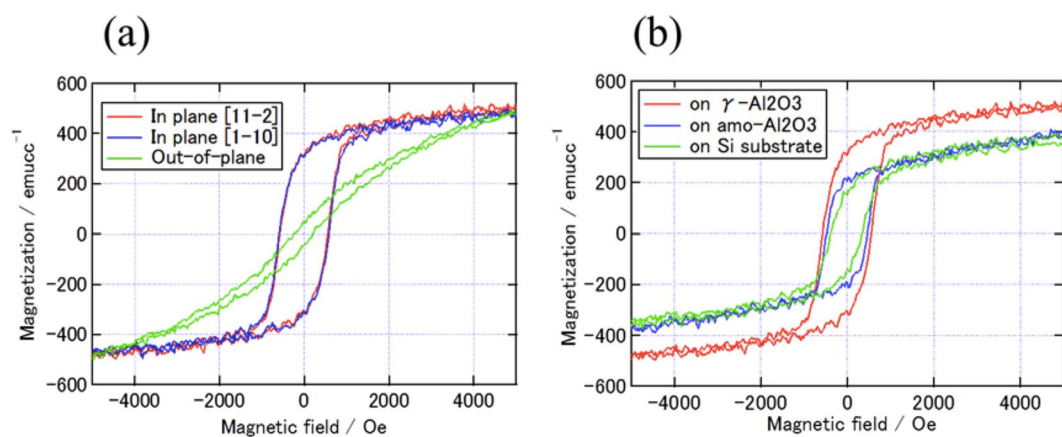 (a)
(b)
600
400
200
0
-200
-400
-600
Magnetization / emucc⁻¹
In plane [11-2]
In plane [1-10]
Out-of-plane
-4000 -2000 0 2000 4000
Magnetic field / Oe
600
400
200
0
-200
-400
-600
Magnetization / emucc⁻¹
on γ-Al2O3
on amo-Al2O3
on Si substrate
-4000 -2000 0 2000 4000
Magnetic field / Oe